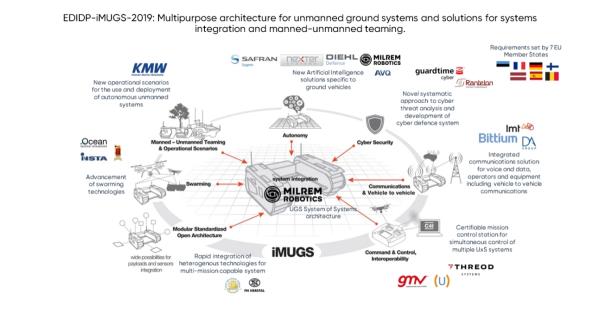 EDIDP-iMUGS-2019: Multipurpose architecture for unmanned ground systems and solutions for systems
integration and manned-unmanned teaming.
KMW
New operational scenarios
for the use and deployment
of autonomous unmanned
systems
SAFRAN
nexter
DIEHL
Defence
MILREM
ROBOTICS
AVQ
New Artificial Intelligence
solutions specific to
ground vehicles
guardtime
cyber
Rantelon
Requirements set by 7 EU
Member States
Novel systematic
approach to cyber
threat analysis and
development of
cyber defence system
Autonomy
Manned – Unmanned Teaming
& Operational Scenarios
Cyber Security
Ocean
INSTA
Advancement
of swarming
technologies
Swarming
system integration
MILREM
ROBOTICS
UGS System of Systems
architecture
Communications
& Vehicle to vehicle
lmt
Bittium
DA
GROUP
Integrated
communications solution
for voice and data,
operators and equipment
including vehicle to vehicle
communications
Modular Standardized
Open Architecture
wide possibilities for
payloads and sensors
integration
iMUGS
Rapid integration of
heterogenous technologies for
multi-mission capable system
Command & Control,
Interoperability
C4I
Certifiable mission
control station for
simultaneous control of
multiple UxS systems
THREOD
SYSTEMS
gmv
(U)